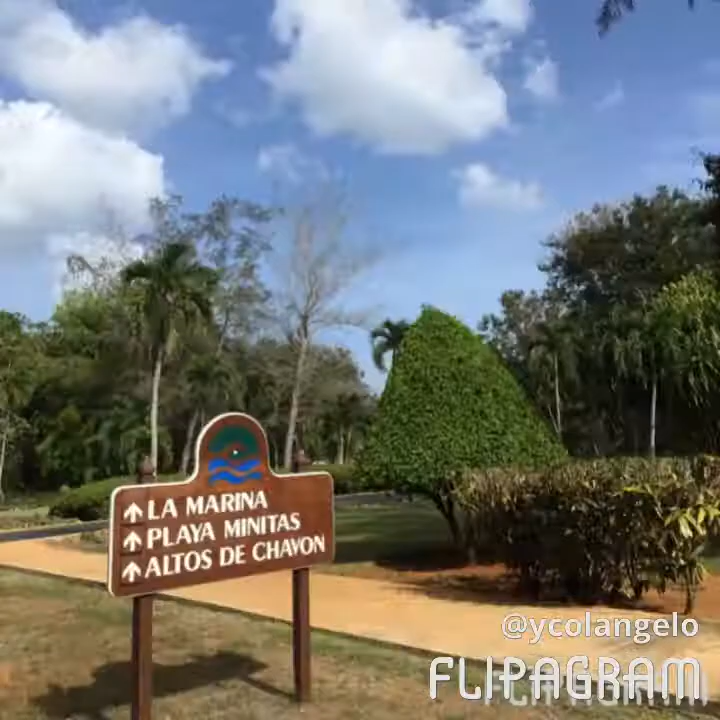 ↑ LA MARINA
↑ PLAYA MINITAS
↑ ALTOS DE CHAVON
@ycolangelo
FLIPAGRAM